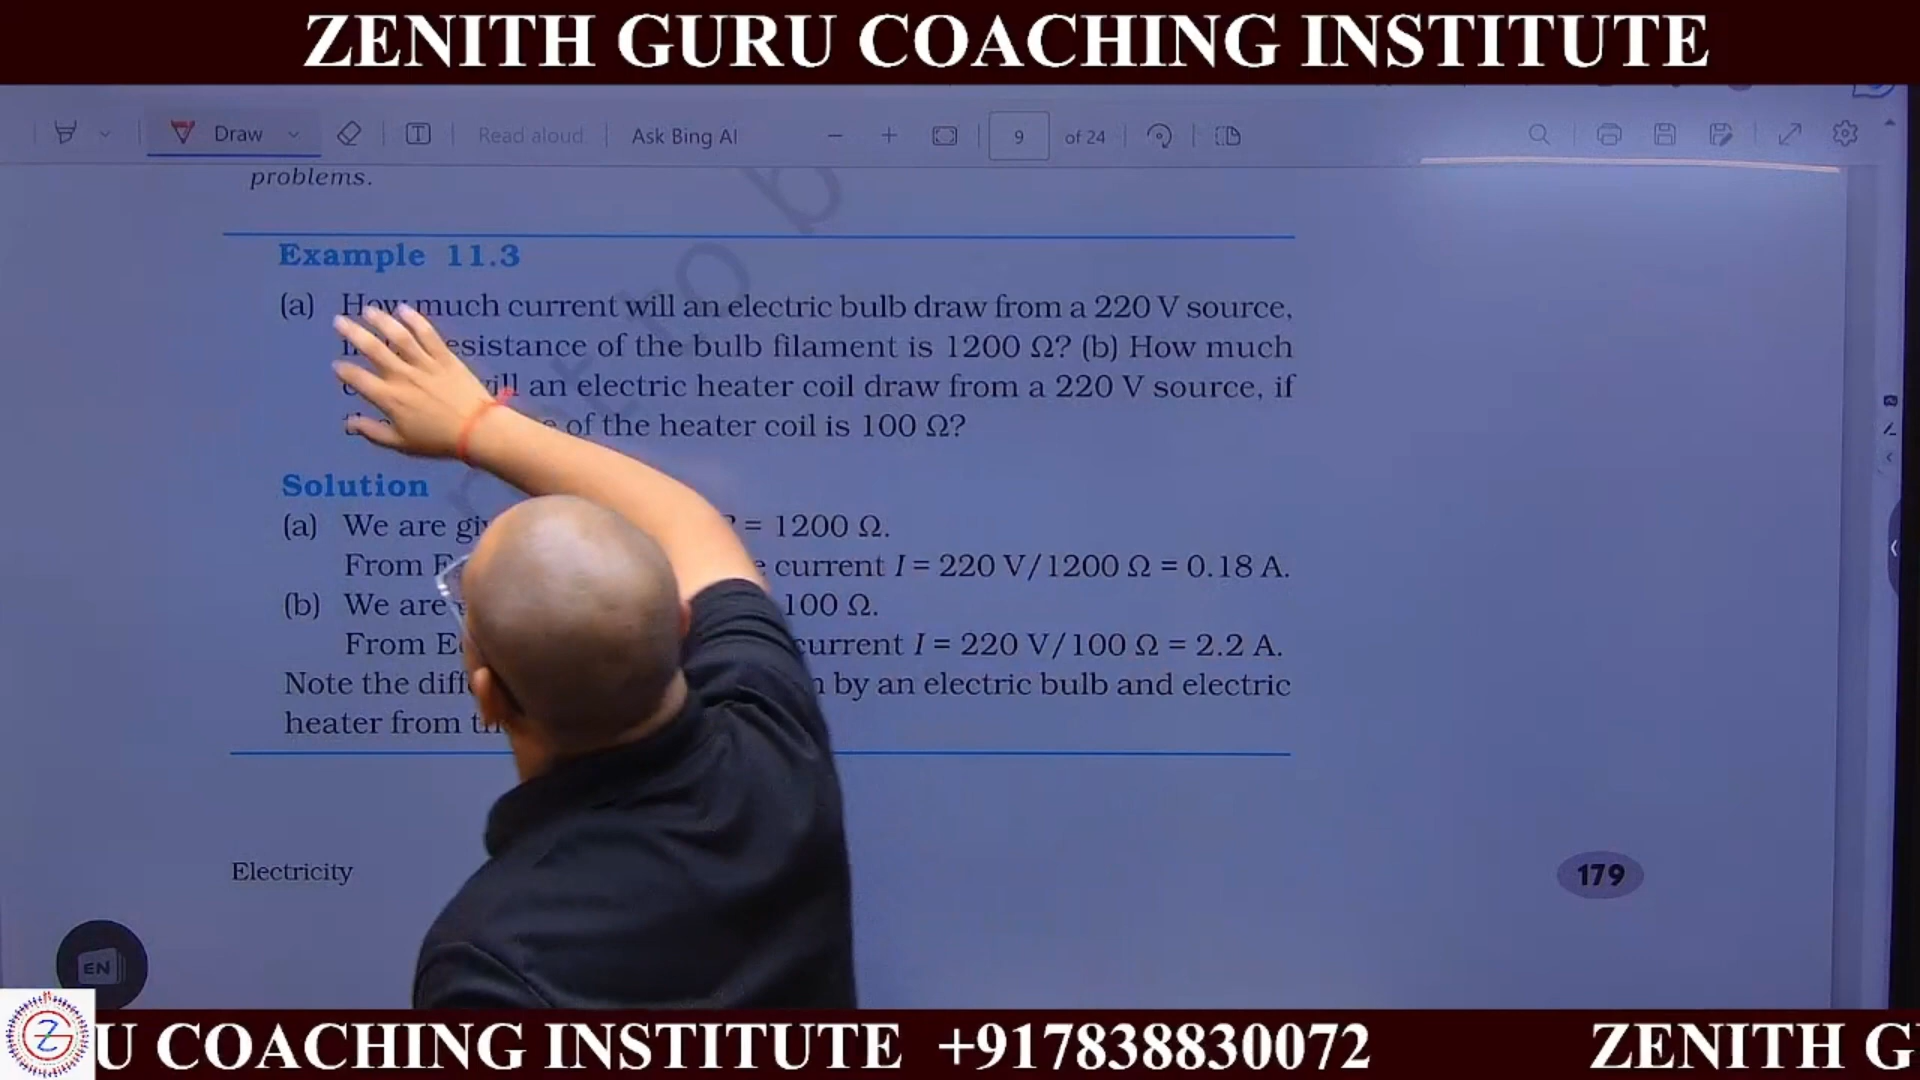 ZENITH GURU COACHING INSTITUTE
Draw Read aloud Ask Bing AI 9 of 24
problems.
Example 11.3
(a) How much current will an electric bulb draw from a 220 V source,
esistance of the bulb filament is 1200 Ω? (b) How much
ill an electric heater coil draw from a 220 V source, if
of the heater coil is 100 Ω?
Solution
(a) We are gi = 1200 Ω.
From current I = 220 V/1200 Ω = 0.18 A.
(b) We are 100 Ω.
From current I = 220 V/100 Ω = 2.2 A.
Note the diff by an electric bulb and electric
heater from
Electricity
179
EN
ZG
U COACHING INSTITUTE +917838830072 ZENITH G